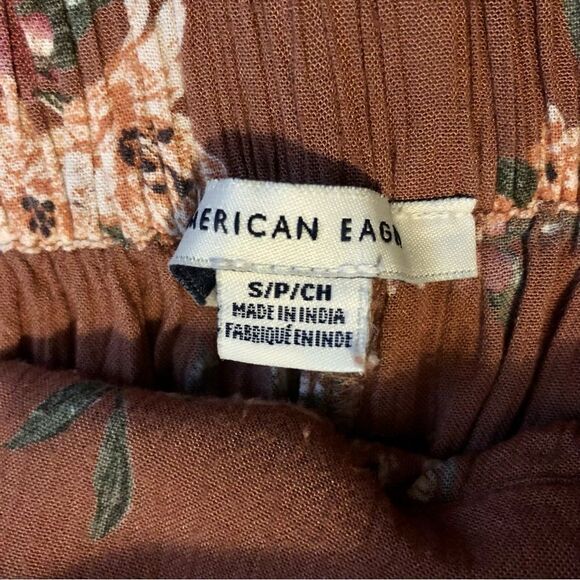 MERICAN EAG
S/P/CH
MADE IN INDIA
FABRIQUÉ EN INDE